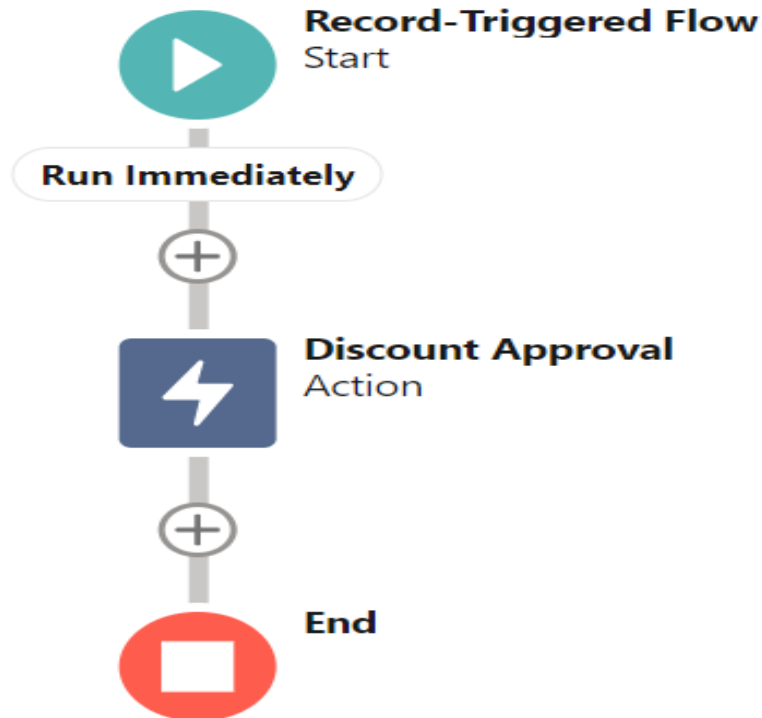 Record-Triggered Flow
Start
Run Immediately
Discount Approval
Action
End